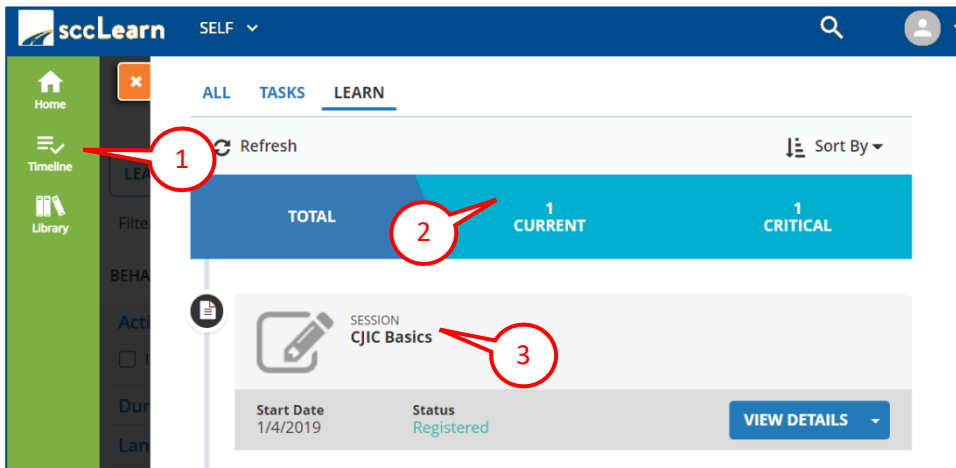 sccLearn SELF
Home
Timeline
Library
ALL TASKS LEARN
1
Refresh Sort By
LEA
Filte
TOTAL
2
1
CURRENT
1
CRITICAL
BEHA
Acti
SESSION
CJIC Basics
3
Dur
Start Date Status
1/4/2019 Registered
VIEW DETAILS
Lan